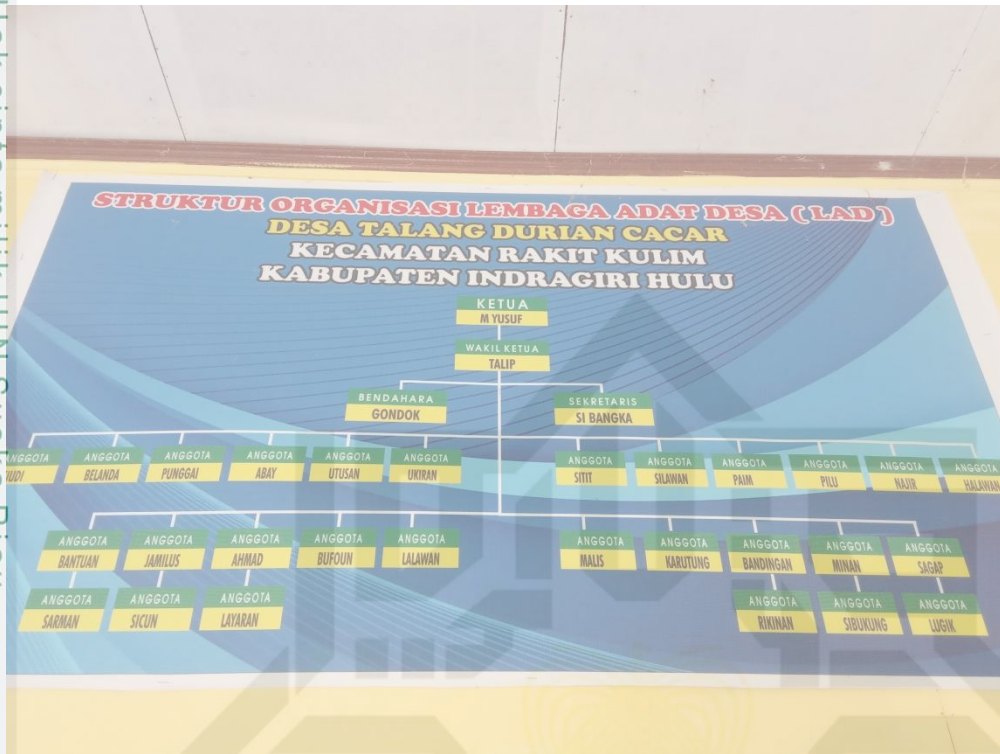 STRUKTUR ORGANISASI LEMBAGA ADAT DESA ( LAD )
DESA TALANG DURIAN CACAR
KECAMATAN RAKIT KULIM
KABUPATEN INDRAGIRI HULU
KETUA
M YUSUF
WAKIL KETUA
TALIP
BENDAHARA SEKRETARIS
GONDOK SI BANGKA
ANGGOTA ANGGOTA ANGGOTA ANGGOTA ANGGOTA ANGGOTA ANGGOTA ANGGOTA ANGGOTA ANGGOTA ANGGOTA
BELANDA PUNGGAI ABAY UTUSAN UKIRAN SITIT SILAWAN PAIM PILU NAJIR HALAWAN
ANGGOTA ANGGOTA ANGGOTA ANGGOTA ANGGOTA ANGGOTA ANGGOTA ANGGOTA ANGGOTA ANGGOTA
BANTUAN JAMILUS AHMAD BUFOUN LALAWAN MALIS KARUTUNG BANDINGAN MINAN SAGAP
ANGGOTA ANGGOTA ANGGOTA ANGGOTA ANGGOTA ANGGOTA
SARMAN SICUN LAYARAN RIKINAN SIBUKUNG LUGIK